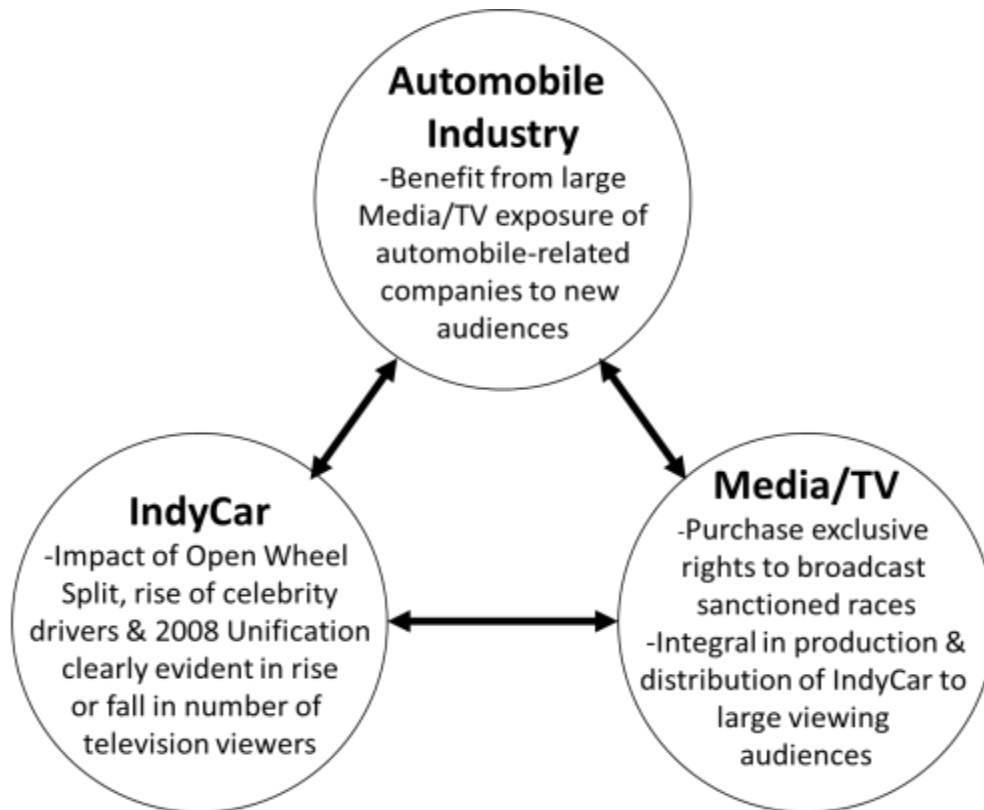 Automobile
Industry
-Benefit from large
Media/TV exposure of
automobile-related
companies to new
audiences
IndyCar
-Impact of Open Wheel
Split, rise of celebrity
drivers & 2008 Unification
clearly evident in rise
or fall in number of
television viewers
Media/TV
-Purchase exclusive
rights to broadcast
sanctioned races
-Integral in production &
distribution of IndyCar to
large viewing
audiences